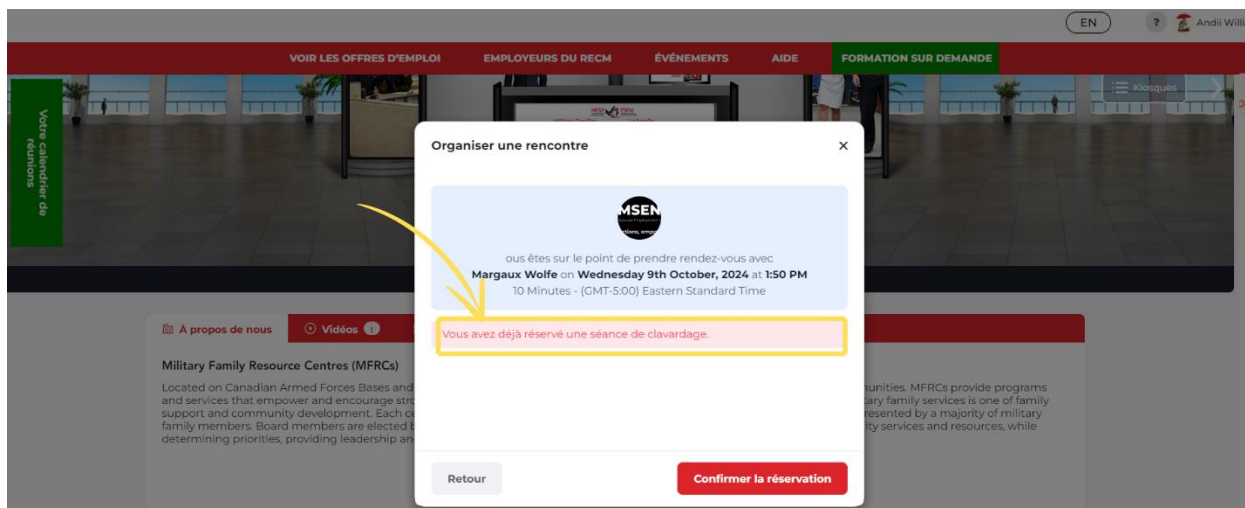 EN
?
Andii Willi
VOIR LES OFFRES D'EMPLOI
EMPLOYEURS DU RECM
ÉVÉNEMENTS
AIDE
FORMATION SUR DEMANDE
Votre calendrier de
réunions
Kiosques
Organiser une rencontre
MSEN
ous êtes sur le point de prendre rendez-vous avec
Margaux Wolfe on Wednesday 9th October, 2024 at 1:50 PM
10 Minutes - (GMT-5:00) Eastern Standard Time
Vous avez déjà réservé une séance de clavardage.
Retour
Confirmer la réservation
À propos de nous
Vidéos 1
Military Family Resource Centres (MFRCs)
Located on Canadian Armed Forces Bases and
unities. MFRCs provide programs
and services that empower and encourage
ary family services is one of family
support and community development. Each
resented by a majority of military
family members. Board members are elected
ity services and resources, while
determining priorities, providing leadership